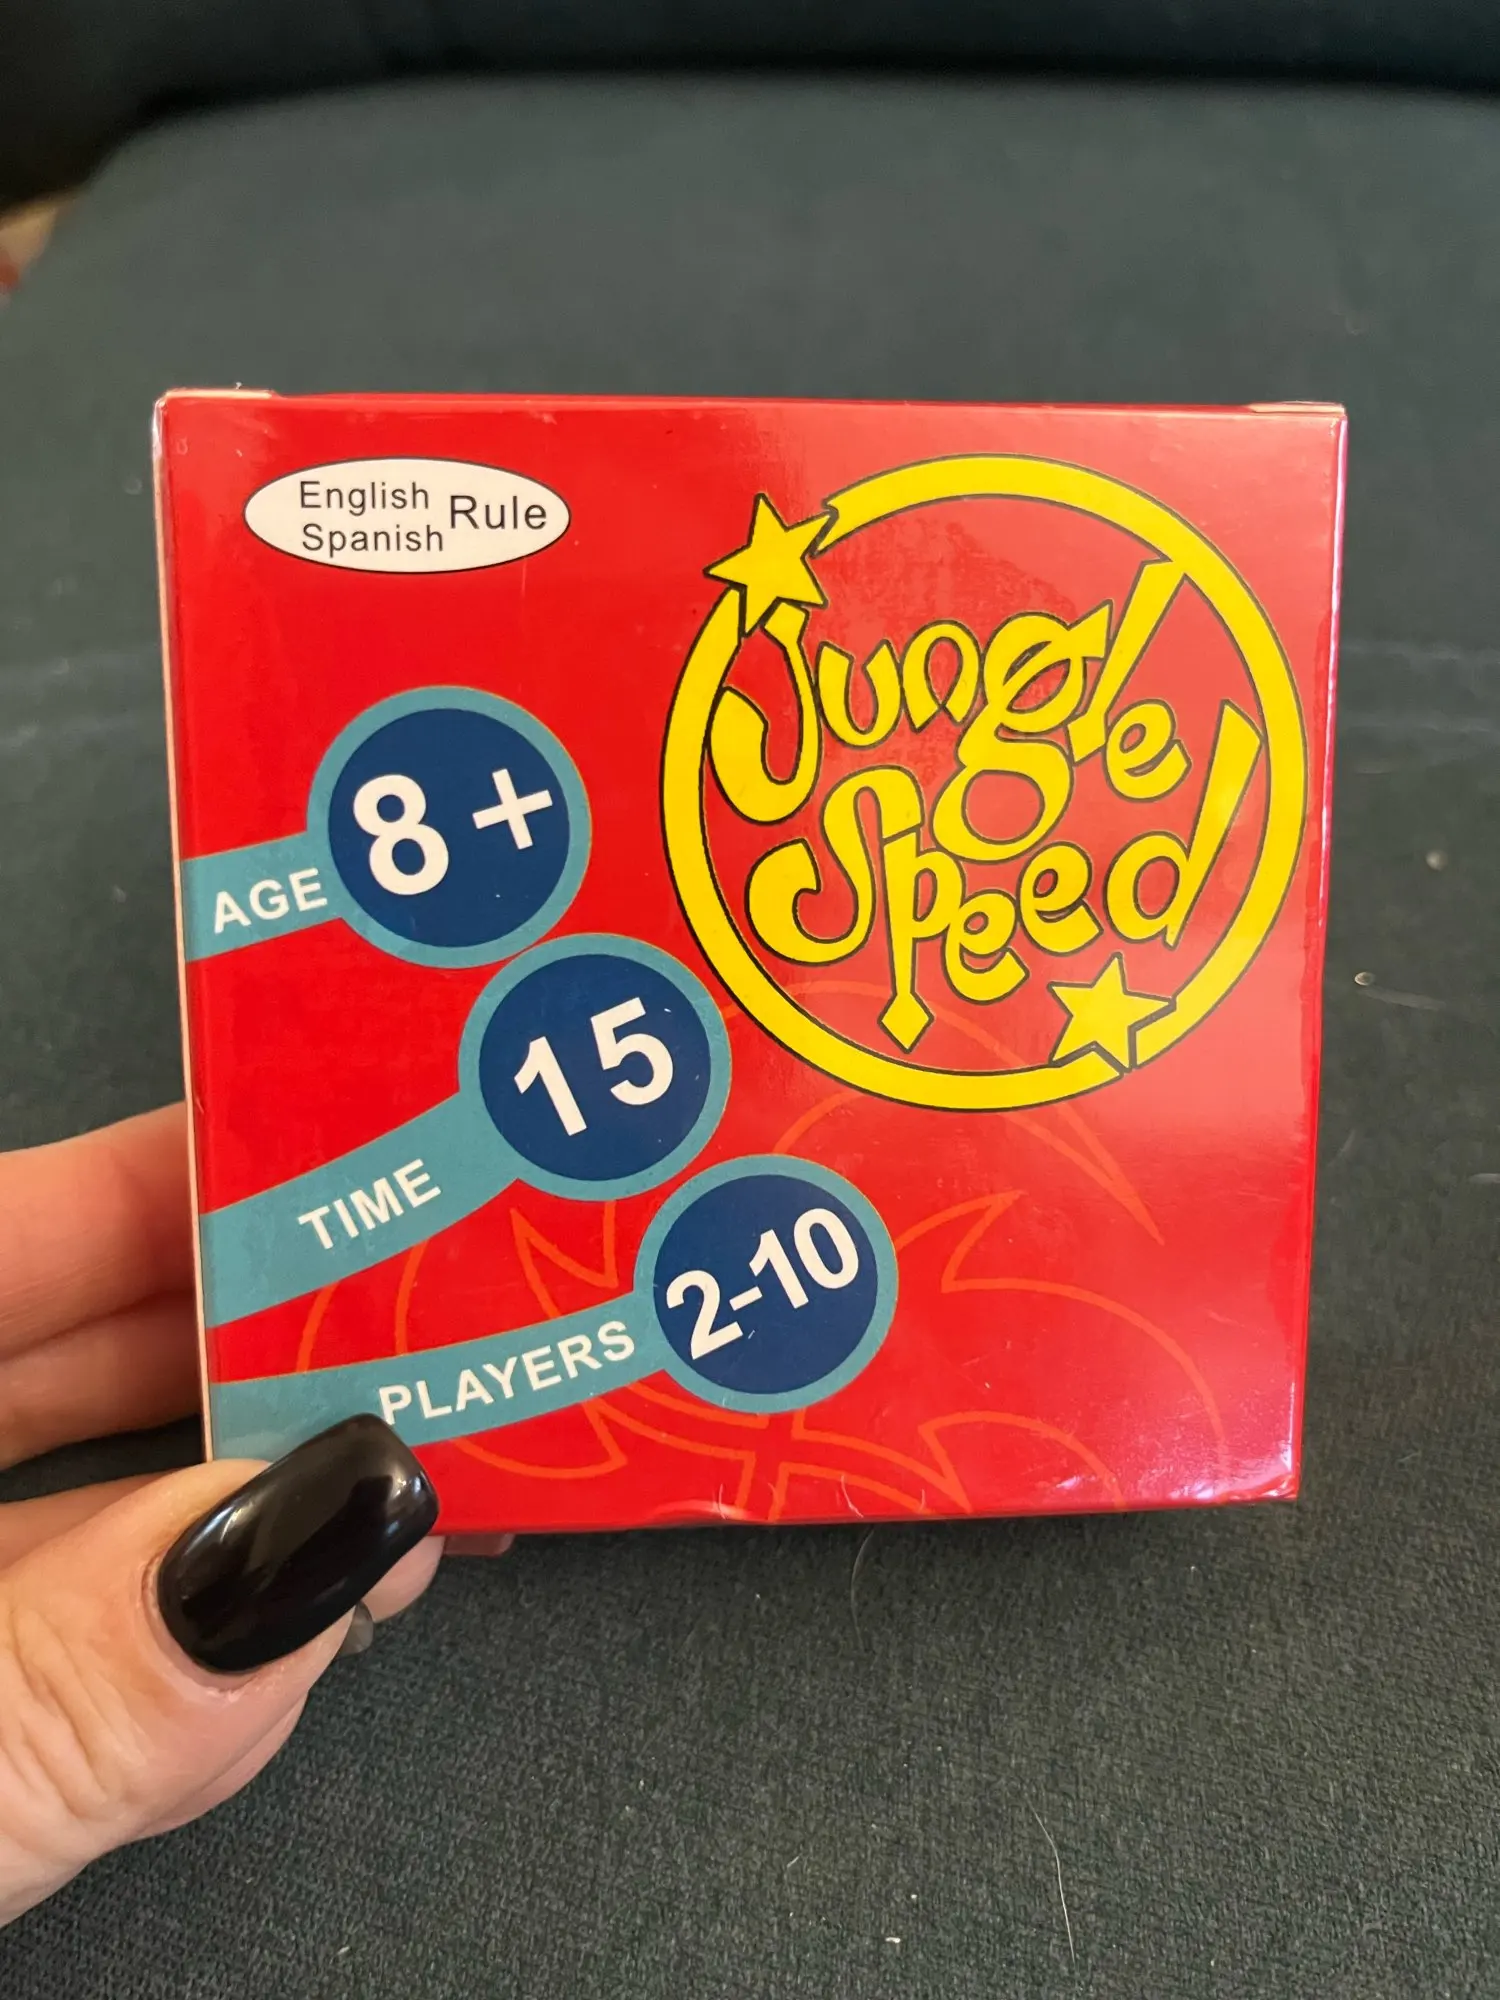 English
Spanish Rule
Jungle
Speed
AGE 8+
TIME 15
PLAYERS 2-10